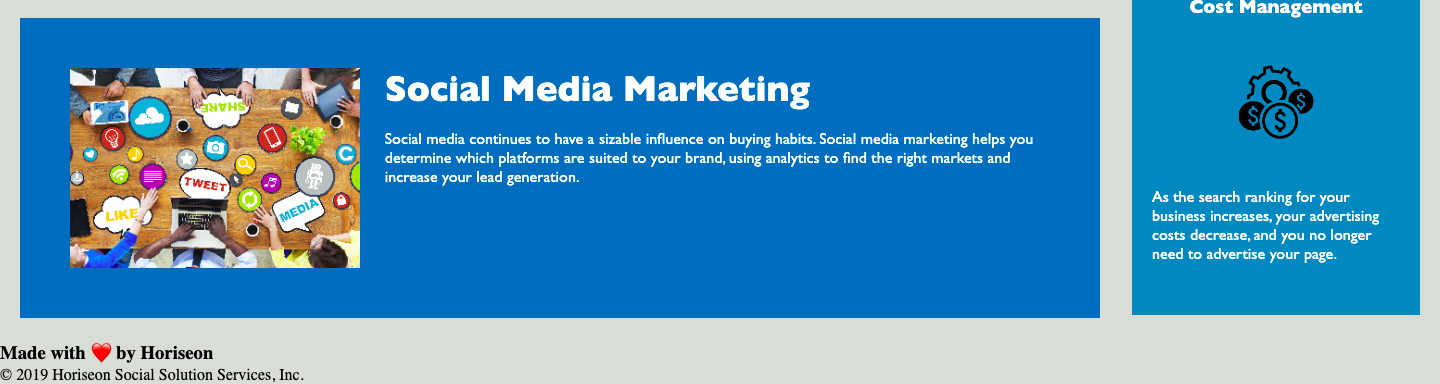 Cost Management
Social Media Marketing
Social media continues to have a sizable influence on buying habits. Social media marketing helps you
determine which platforms are suited to your brand, using analytics to find the right markets and
increase your lead generation.
SHARE
TWEET
LIKE
MEDIA
As the search ranking for your
business increases, your advertising
costs decrease, and you no longer
need to advertise your page.
Made with ❤️ by Horiseon
© 2019 Horiseon Social Solution Services, Inc.